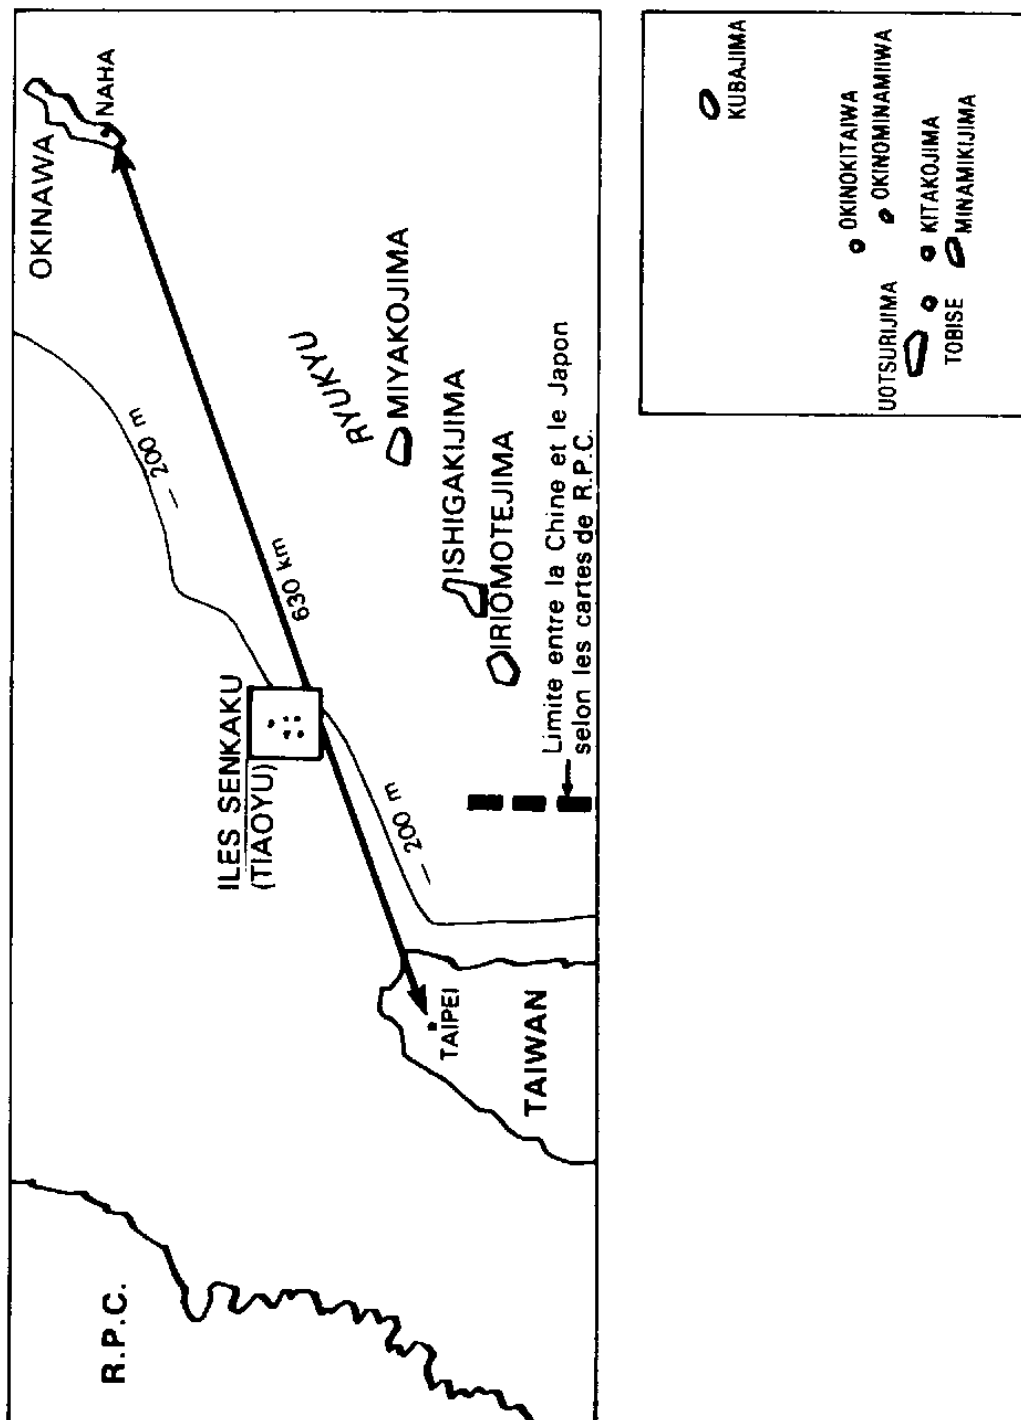 R.P.C.
TAIWAN
TAIPEI
ILES SENKAKU
(TIAOYU)
– 200 m
– 200 m
630 km
OKINAWA
NAHA
RYUKYU
MIYAKOJIMA
ISHIGAKIJIMA
IRIOMOTEJIMA
Limite entre la Chine et le Japon
selon les cartes de R.P.C.
KUBAJIMA
OKINOKITAIWA
OKINOMINAMIIWA
UOTSURIJIMA
KITAKOJIMA
MINAMIKIJIMA
TOBISE